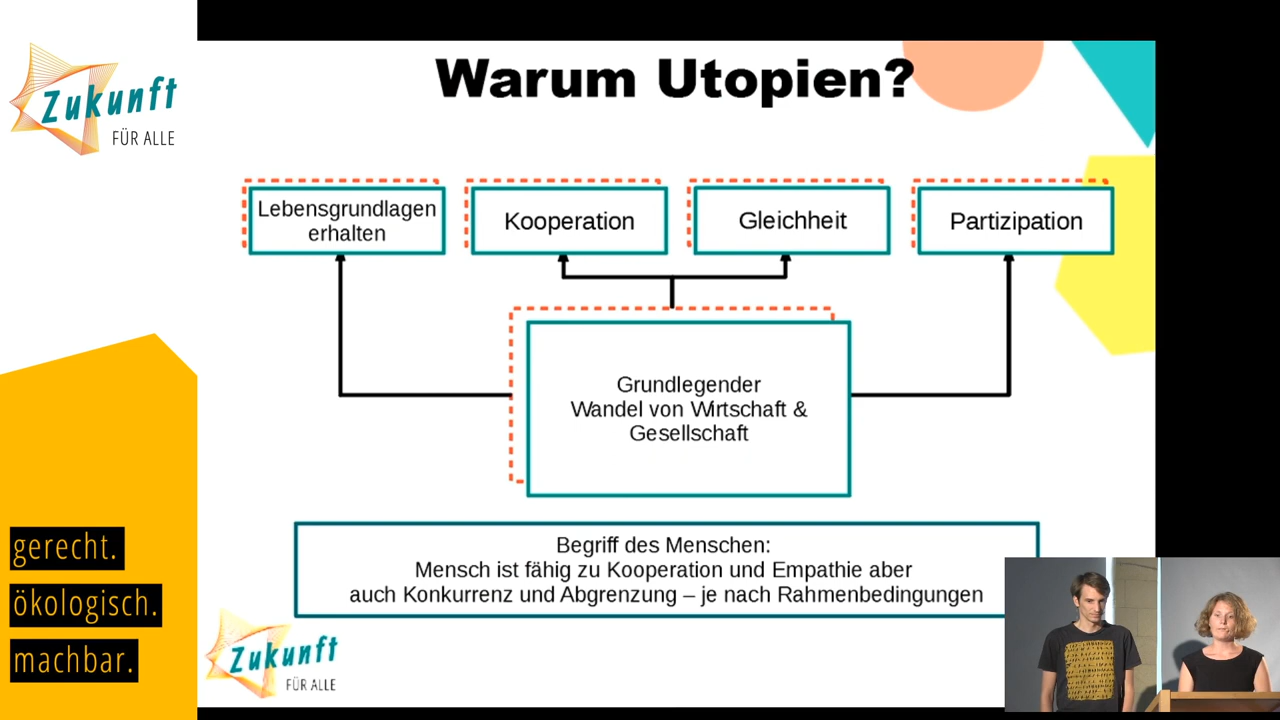 Zukunft
FÜR ALLE
Warum Utopien?
Lebensgrundlagen
erhalten
Kooperation
Gleichheit
Partizipation
Grundlegender
Wandel von Wirtschaft &
Gesellschaft
Begriff des Menschen:
Mensch ist fähig zu Kooperation und Empathie aber
auch Konkurrenz und Abgrenzung – je nach Rahmenbedingungen
gerecht.
ökologisch.
machbar.
Zukunft
FÜR ALLE